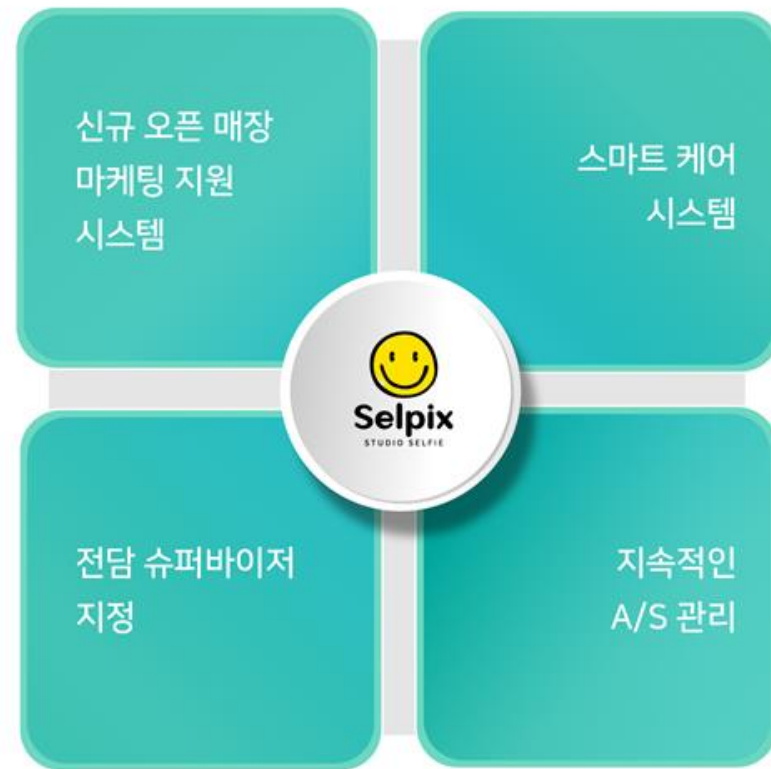 신규 오픈 매장
마케팅 지원
시스템
스마트 케어
시스템
Selpix
STUDIO SELFIE
전담 슈퍼바이저
지정
지속적인
A/S 관리